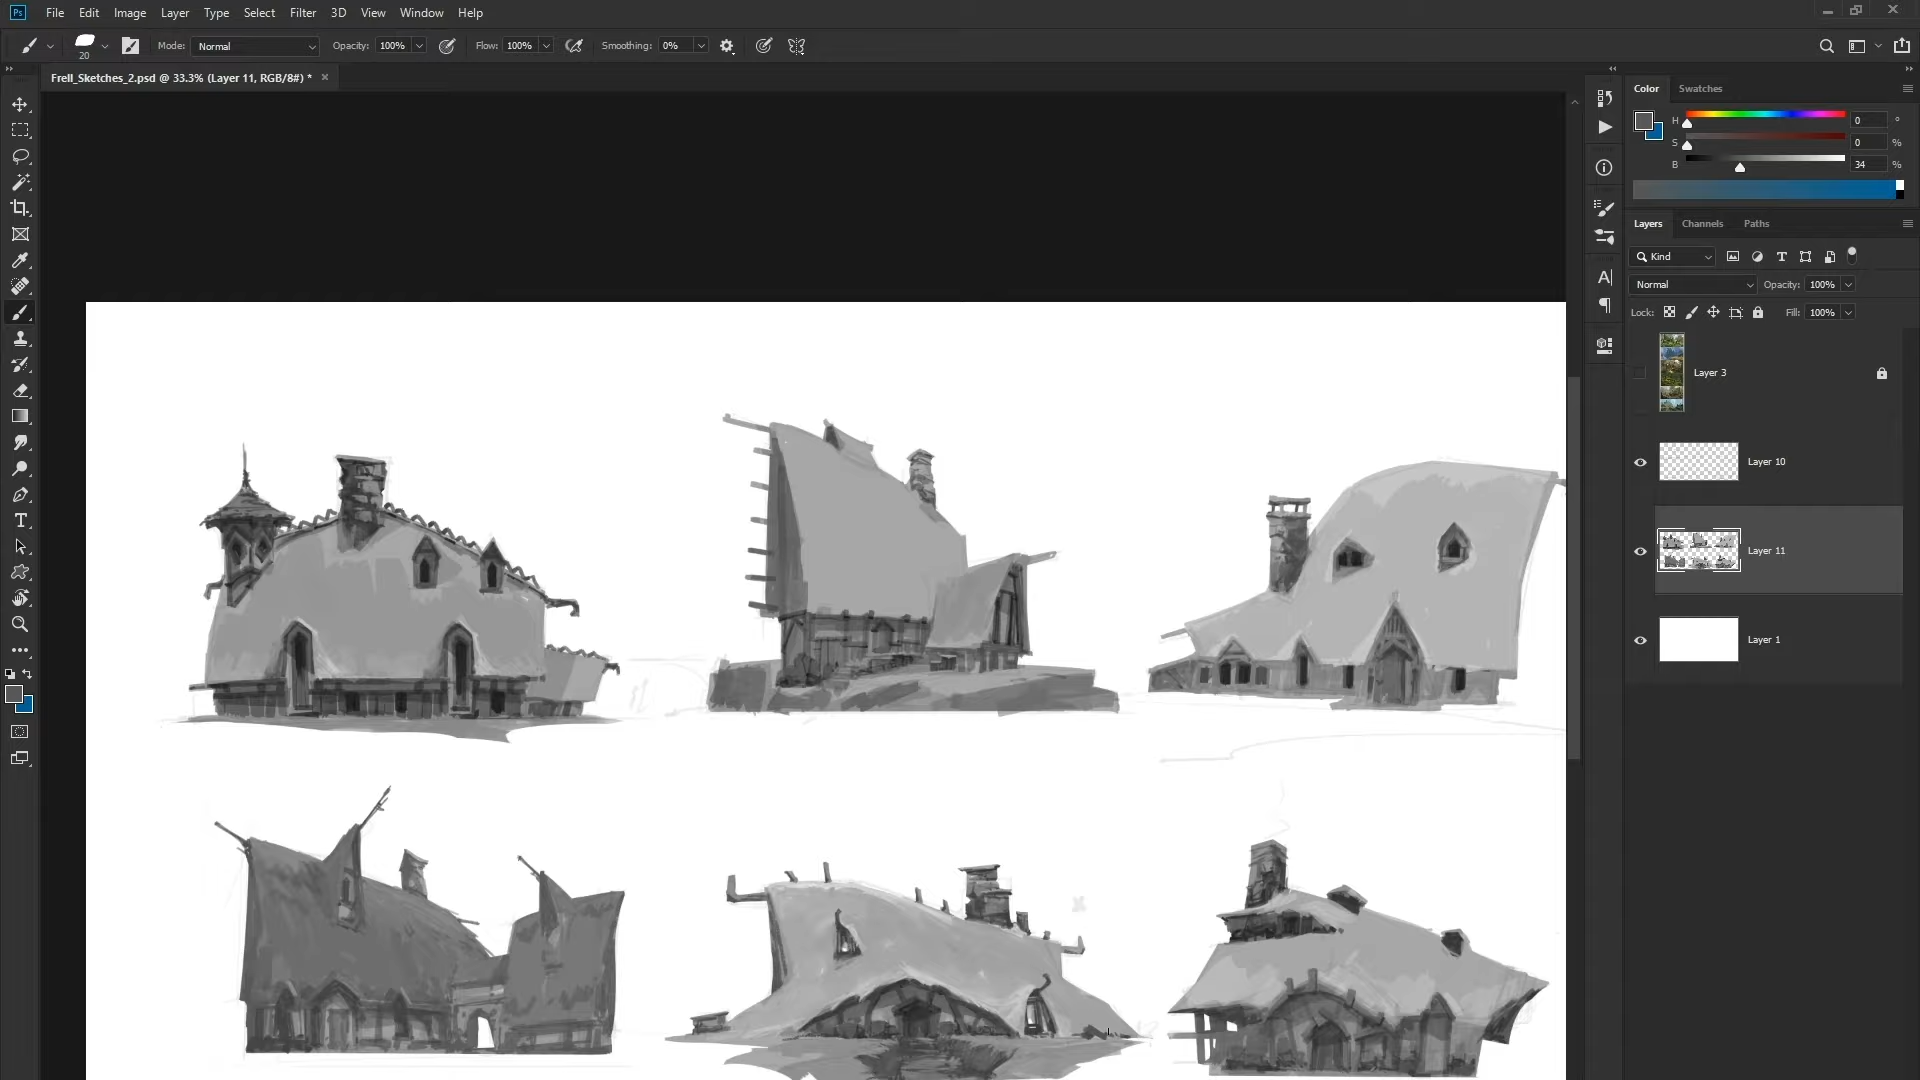 Ps File Edit Image Layer Type Select Filter 3D View Window Help
20 Mode: Normal Opacity: 100% Flow: 100% Smoothing: 0%
Frell_Sketches_2.psd @ 33.3% (Layer 11, RGB/8#) * ×
Color Swatches
H 0 °
S 0 %
B 34 %
Layers Channels Paths
Kind
Normal Opacity: 100%
Lock: Fill: 100%
Layer 3
Layer 10
Layer 11
Layer 1